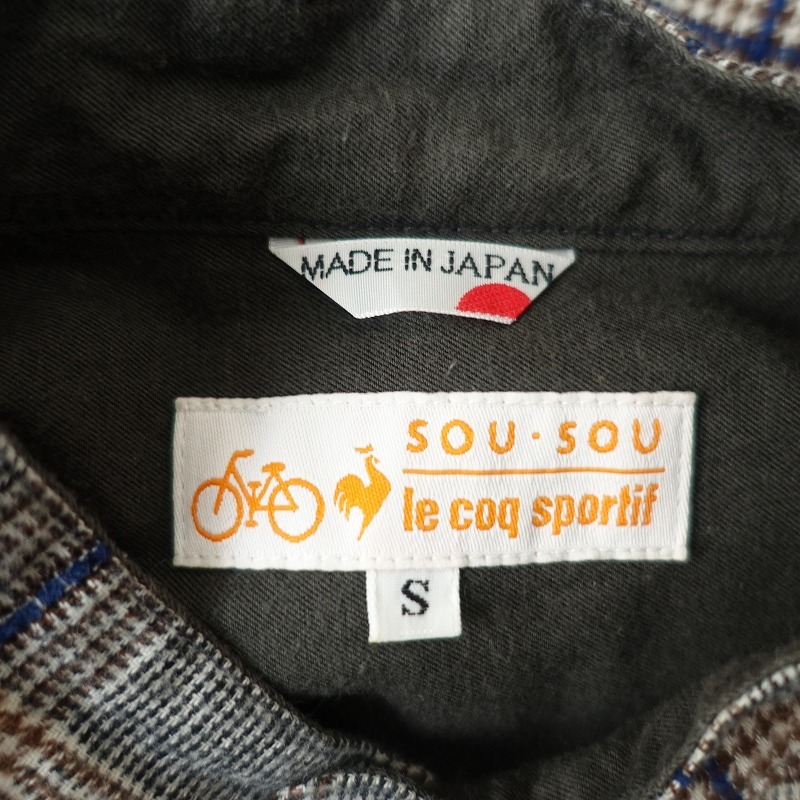 MADE IN JAPAN
SOU・SOU
le coq sportif
S